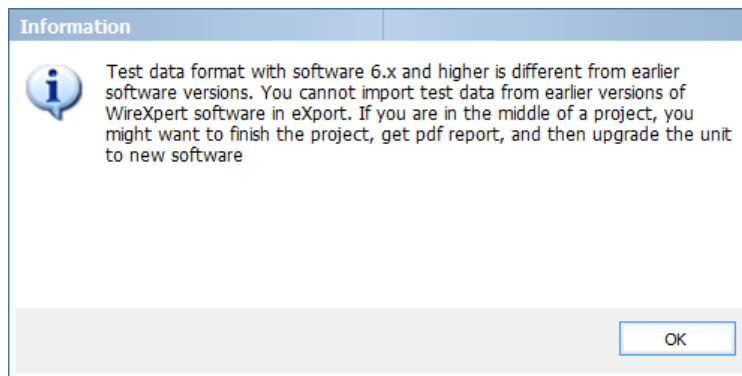 Information
Test data format with software 6.x and higher is different from earlier
software versions. You cannot import test data from earlier versions of
WireXpert software in eXport. If you are in the middle of a project, you
might want to finish the project, get pdf report, and then upgrade the unit
to new software
OK